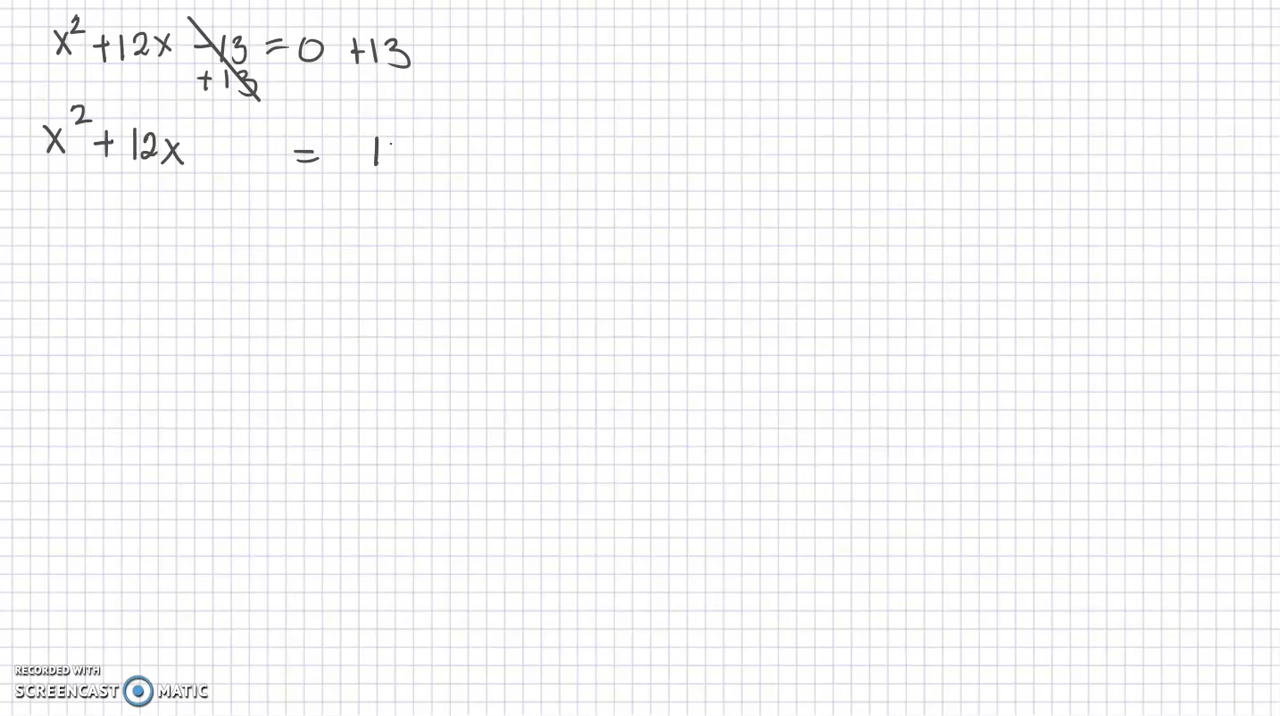 x² + 12x - 13 = 0 + 13
+ 13
x² + 12x = 1
RECORDED WITH
SCREENCAST MATIC